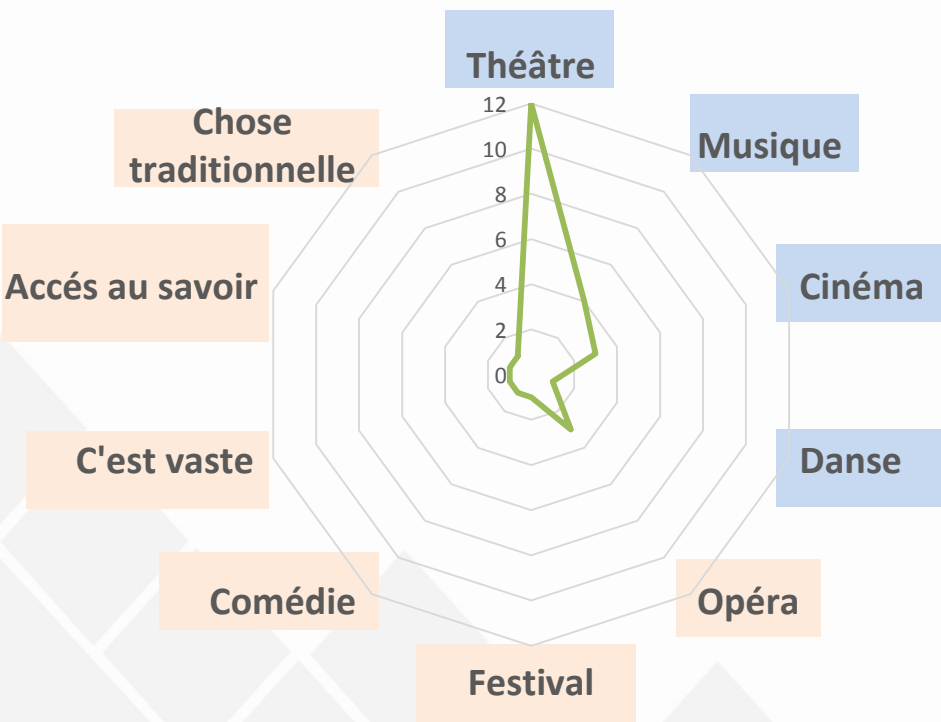 Théâtre
12
Chose
traditionnelle
Musique
10
8
6
Accés au savoir
Cinéma
4
2
0
C'est vaste
Danse
Comédie
Opéra
Festival